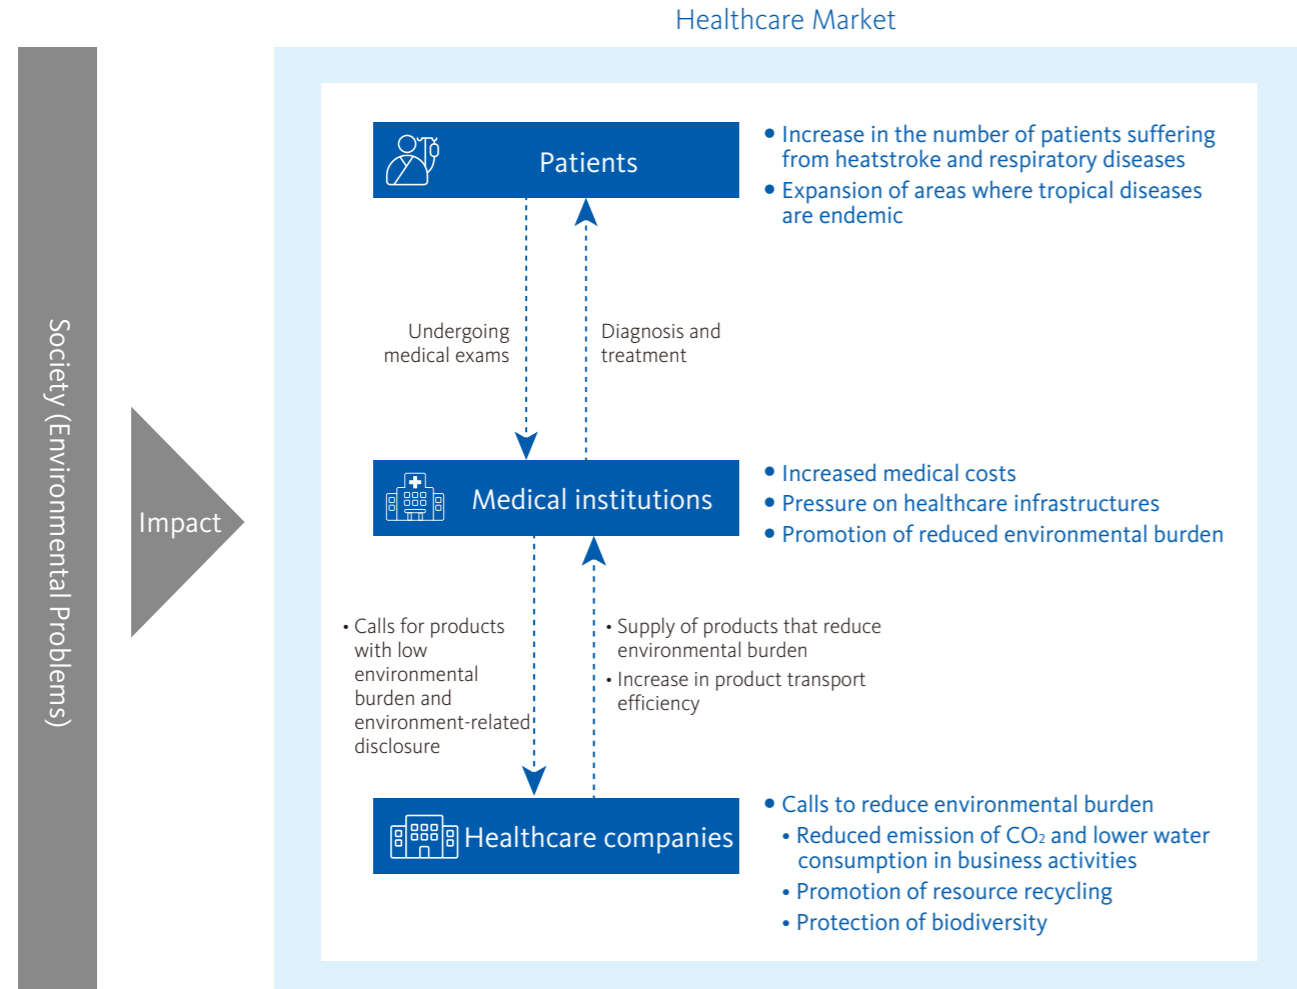 Healthcare Market
Society (Environmental Problems)
Impact
Patients
• Increase in the number of patients suffering
from heatstroke and respiratory diseases
• Expansion of areas where tropical diseases
are endemic
Undergoing
medical exams
Diagnosis and
treatment
Medical institutions
• Increased medical costs
• Pressure on healthcare infrastructures
• Promotion of reduced environmental burden
• Calls for products
with low
environmental
burden and
environment-related
disclosure
• Supply of products that reduce
environmental burden
• Increase in product transport
efficiency
Healthcare companies
• Calls to reduce environmental burden
• Reduced emission of CO₂ and lower water
consumption in business activities
• Promotion of resource recycling
• Protection of biodiversity